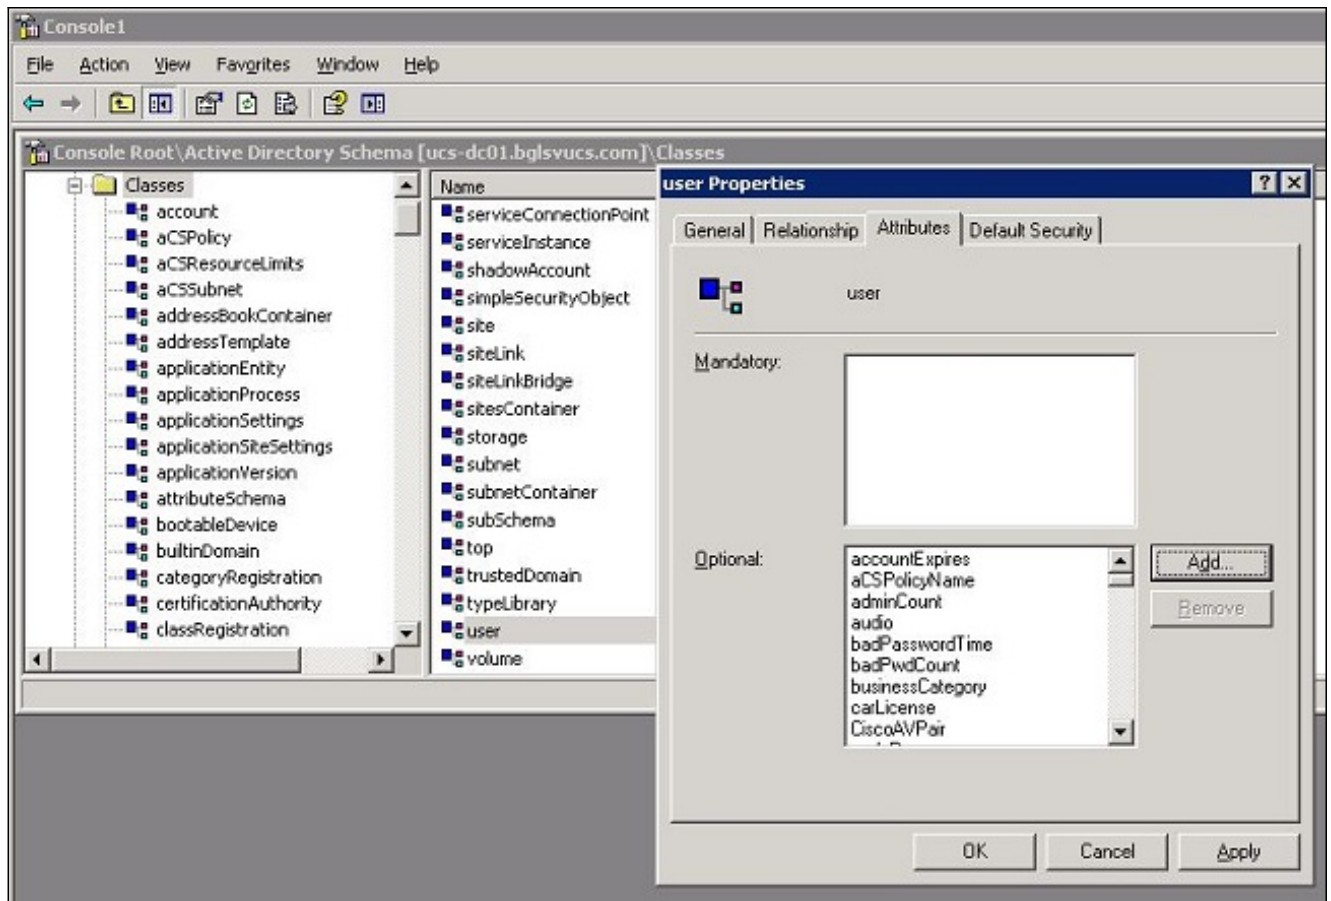 Console1
File Action View Favorites Window Help
Console Root\Active Directory Schema [ucs-dc01.bglsvucs.com]\Classes
Classes
account
aCSPolicy
aCSResourceLimits
aCSSubnet
addressBookContainer
addressTemplate
applicationEntity
applicationProcess
applicationSettings
applicationSiteSettings
applicationVersion
attributeSchema
bootableDevice
builtinDomain
categoryRegistration
certificationAuthority
classRegistration
Name
serviceConnectionPoint
serviceInstance
shadowAccount
simpleSecurityObject
site
siteLink
siteLinkBridge
sitesContainer
storage
subnet
subnetContainer
subSchema
top
trustedDomain
typeLibrary
user
volume
user Properties
General Relationship Attributes Default Security
user
Mandatory:
Optional:
accountExpires
aCSPolicyName
adminCount
audio
badPasswordTime
badPwdCount
businessCategory
carLicense
CiscoAVPair
Add...
Remove
OK Cancel Apply